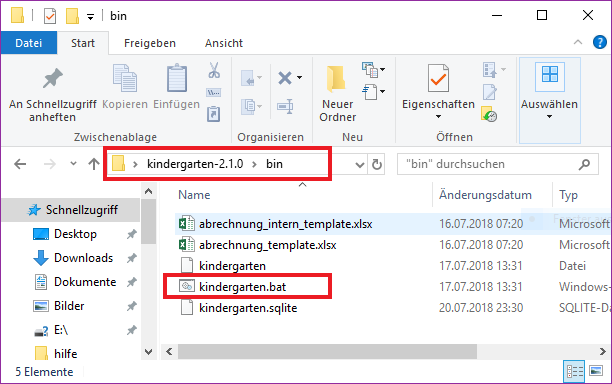 bin
Datei Start Freigeben Ansicht
An Schnellzugriff anheften
Kopieren
Einfügen
Neuer Ordner
Eigenschaften
Auswählen
Zwischenablage Organisieren Neu Öffnen
kindergarten-2.1.0 bin
"bin" durchsuchen
Name Änderungsdatum Typ
Schnellzugriff
Desktop
Downloads
Dokumente
Bilder
E:\
hilfe
abrechnung_intern_template.xlsx 16.07.2018 07:20 Microsof
abrechnung_template.xlsx 16.07.2018 07:20 Microsof
kindergarten 17.07.2018 13:31 Datei
kindergarten.bat 17.07.2018 13:31 Windows-
kindergarten.sqlite 20.07.2018 23:30 SQLITE-Da
5 Elemente